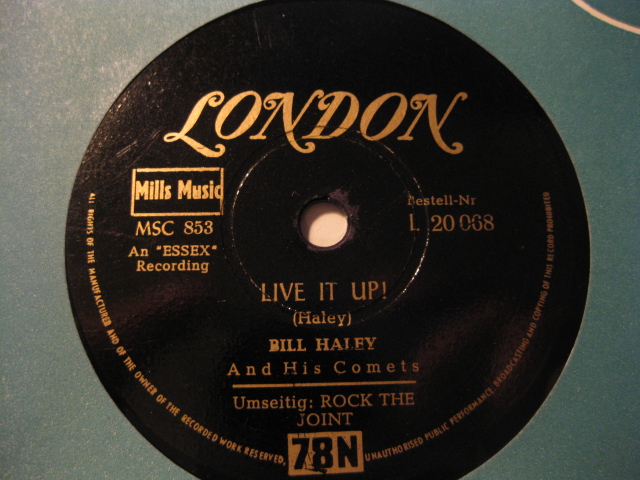 LONDON
Mills Music
MSC 853
An "ESSEX"
Recording
Bestell-Nr
L 20 068
LIVE IT UP!
(Haley)
BILL HALEY
And His Comets
Umseitig: ROCK THE
JOINT
78N
ALL RIGHTS OF THE MANUFACTURER AND OF THE OWNER OF THE RECORDED WORK RESERVED, UNAUTHORISED PUBLIC PERFORMANCE, BROADCASTING AND COPYING OF THIS RECORD PROHIBITED